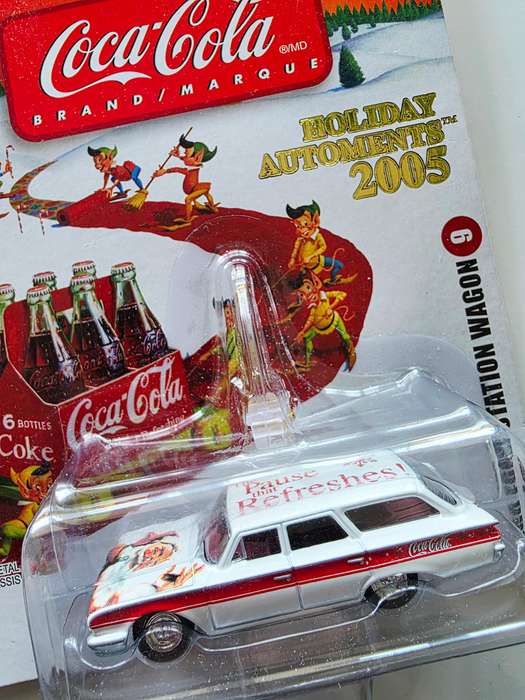 Coca-Cola
®/MD
BRAND/MARQUE
HOLIDAY
AUTOMENTS™
2005
9
STATION WAGON
6 BOTTLES
Coca-Cola
Coke
"Pause
that
Refreshes!
Coca-Cola